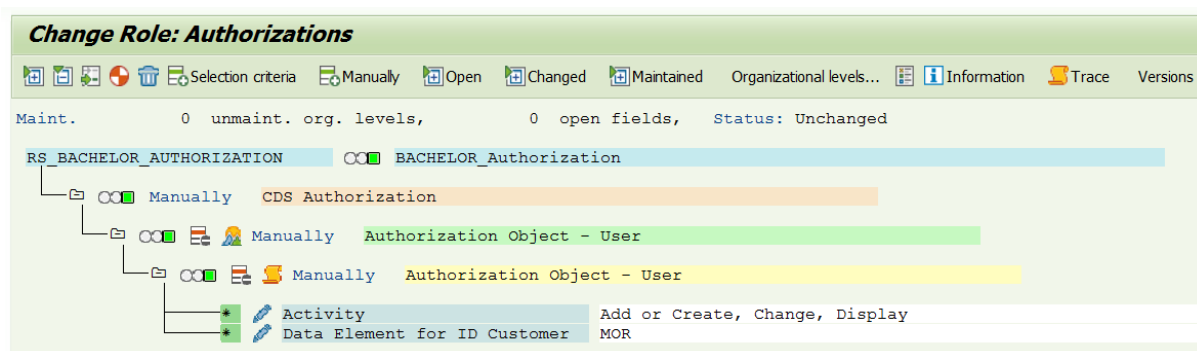 Change Role: Authorizations
Selection criteria Manually Open Changed Maintained Organizational levels... Information Trace Versions
Maint. 0 unmaint. org. levels, 0 open fields, Status: Unchanged
RS_BACHELOR_AUTHORIZATION BACHELOR_Authorization
Manually CDS Authorization
Manually Authorization Object - User
Manually Authorization Object - User
* Activity Add or Create, Change, Display
* Data Element for ID Customer MOR